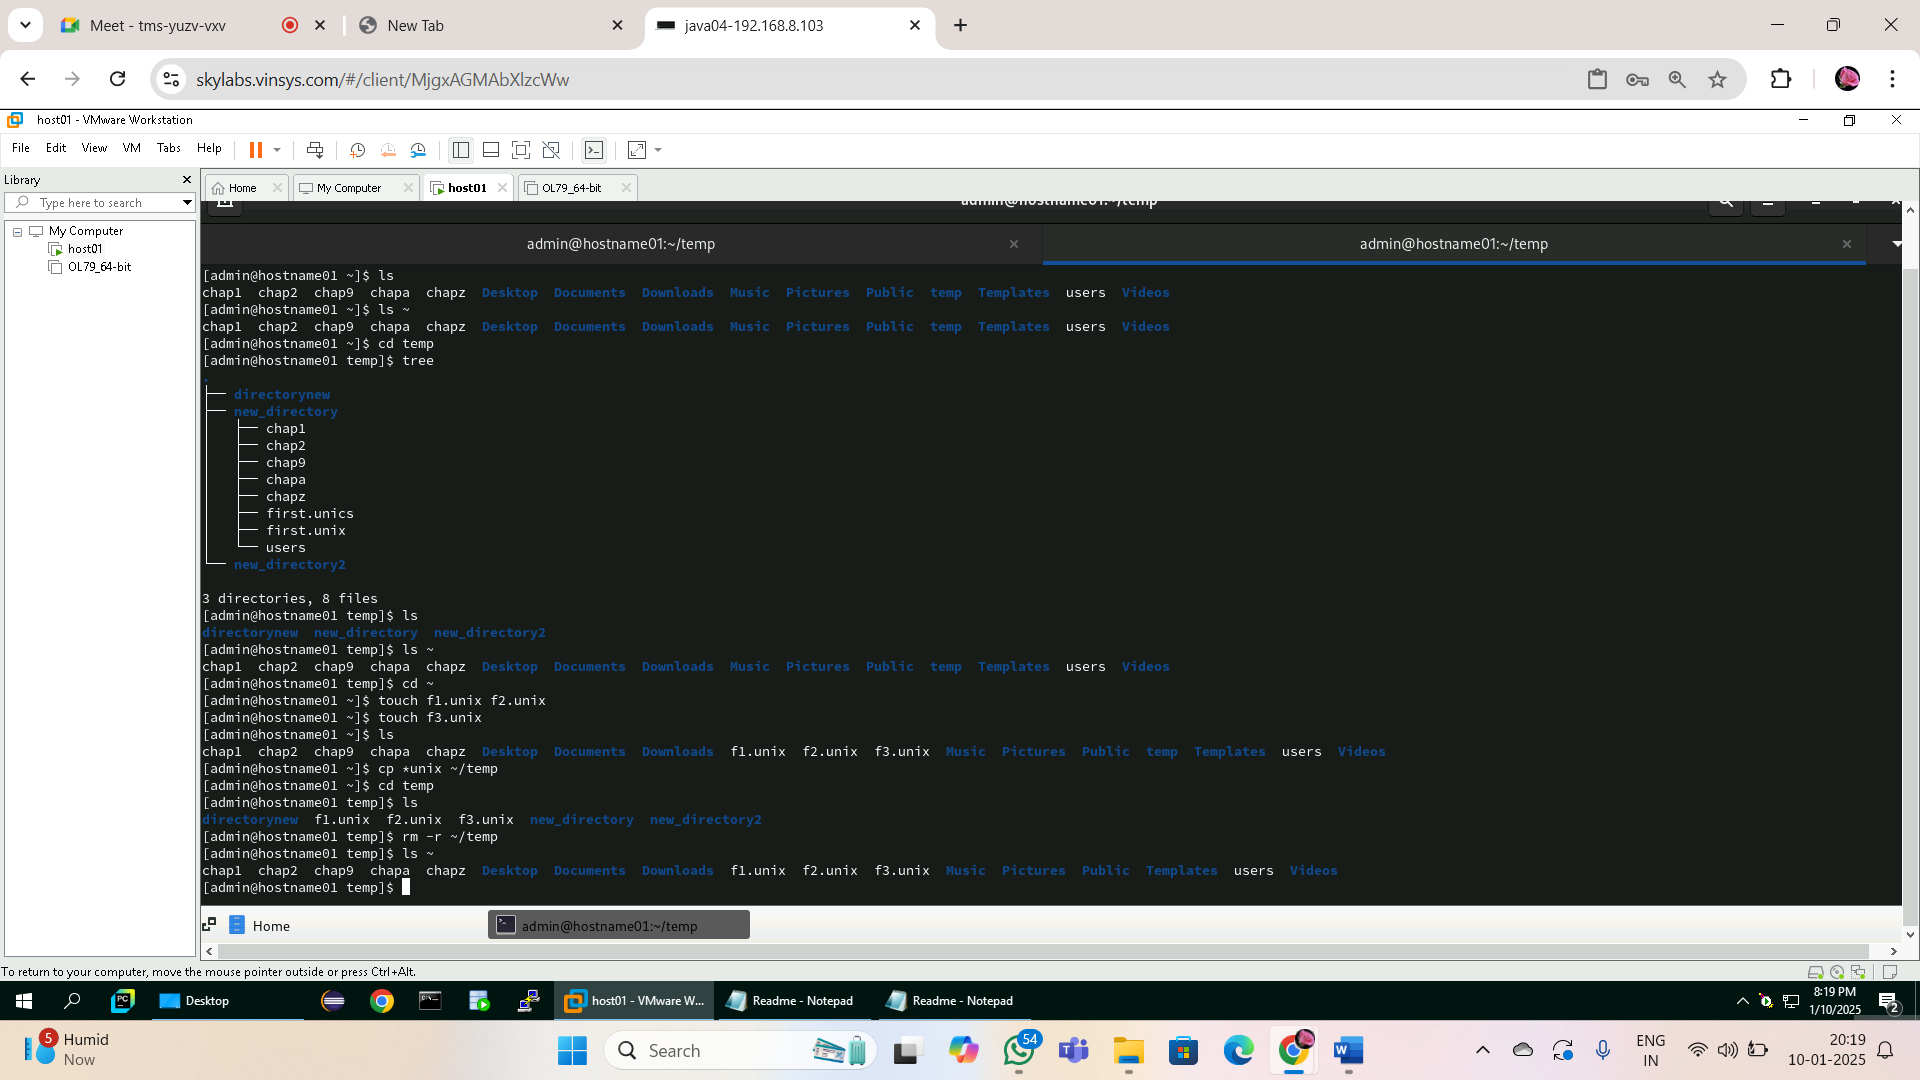 Meet - tms-yuzv-vxv
New Tab
java04-192.168.8.103
skylabs.vinsys.com/#/client/MjgxAGMAbXlzcWw
host01 - VMware Workstation
File Edit View VM Tabs Help
Library
Type here to search
My Computer
host01
OL79_64-bit
Home
My Computer
host01
OL79_64-bit
admin@hostname01:~/temp
admin@hostname01:~/temp
admin@hostname01:~/temp
[admin@hostname01 ~]$ ls
chap1 chap2 chap9 chapa chapz Desktop Documents Downloads Music Pictures Public temp Templates users Videos
[admin@hostname01 ~]$ ls ~
chap1 chap2 chap9 chapa chapz Desktop Documents Downloads Music Pictures Public temp Templates users Videos
[admin@hostname01 ~]$ cd temp
[admin@hostname01 temp]$ tree
.
├── directorynew
├── new_directory
│   ├── chap1
│   ├── chap2
│   ├── chap9
│   ├── chapa
│   ├── chapz
│   ├── first.unics
│   ├── first.unix
│   └── users
└── new_directory2
3 directories, 8 files
[admin@hostname01 temp]$ ls
directorynew new_directory new_directory2
[admin@hostname01 temp]$ ls ~
chap1 chap2 chap9 chapa chapz Desktop Documents Downloads Music Pictures Public temp Templates users Videos
[admin@hostname01 temp]$ cd ~
[admin@hostname01 ~]$ touch f1.unix f2.unix
[admin@hostname01 ~]$ touch f3.unix
[admin@hostname01 ~]$ ls
chap1 chap2 chap9 chapa chapz Desktop Documents Downloads f1.unix f2.unix f3.unix Music Pictures Public temp Templates users Videos
[admin@hostname01 ~]$ cp *unix ~/temp
[admin@hostname01 ~]$ cd temp
[admin@hostname01 temp]$ ls
directorynew f1.unix f2.unix f3.unix new_directory new_directory2
[admin@hostname01 temp]$ rm -r ~/temp
[admin@hostname01 temp]$ ls ~
chap1 chap2 chap9 chapa chapz Desktop Documents Downloads f1.unix f2.unix f3.unix Music Pictures Public Templates users Videos
[admin@hostname01 temp]$
Home
admin@hostname01:~/temp
To return to your computer, move the mouse pointer outside or press Ctrl+Alt.
Desktop
host01 - VMware W...
Readme - Notepad
Readme - Notepad
8:19 PM
1/10/2025
2
5
Humid
Now
Search
54
ENG
IN
20:19
10-01-2025